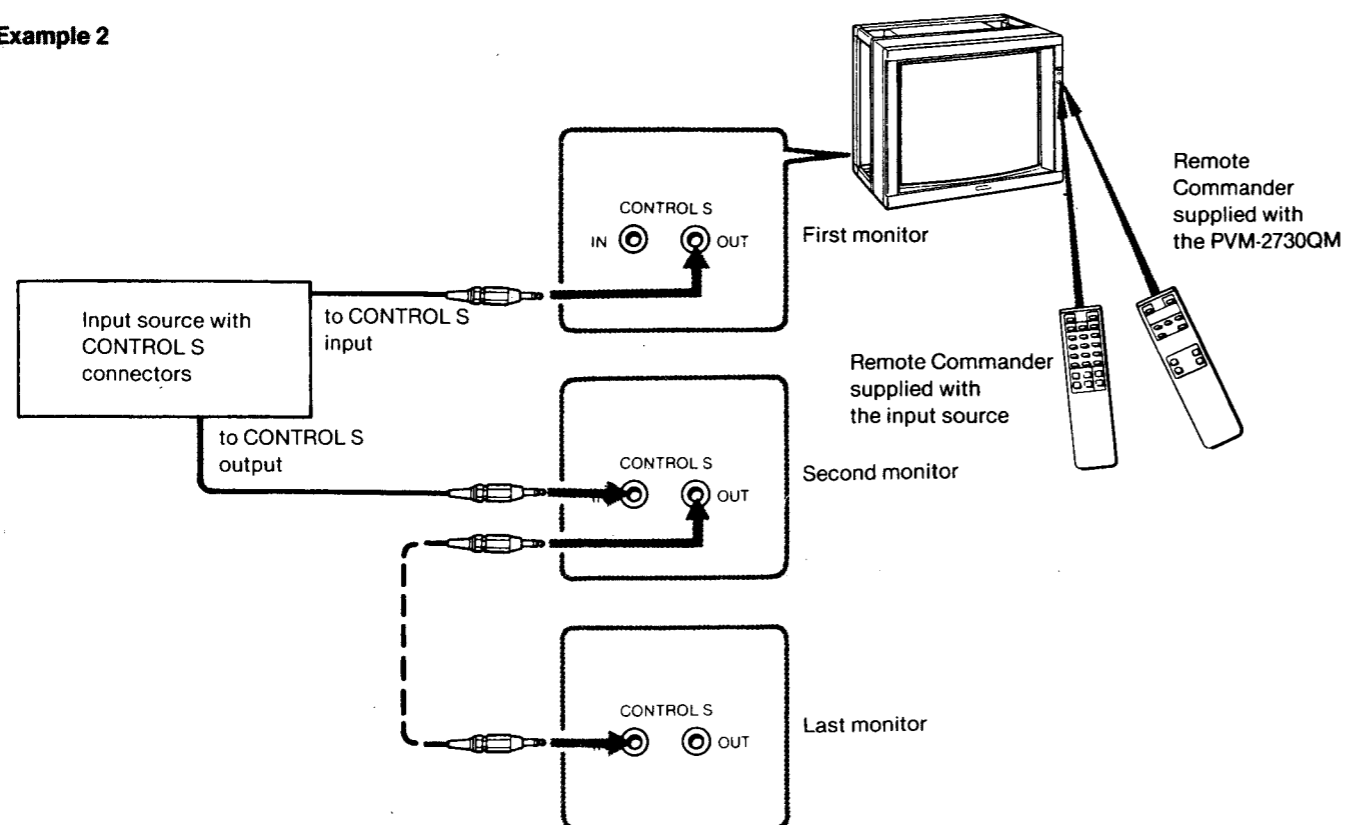 Example 2
CONTROL S
IN
OUT
First monitor
Remote
Commander
supplied with
the PVM-2730QM
Input source with
CONTROL S
connectors
to CONTROL S
input
Remote Commander
supplied with
the input source
to CONTROL S
output
CONTROL S
OUT
Second monitor
CONTROL S
OUT
Last monitor